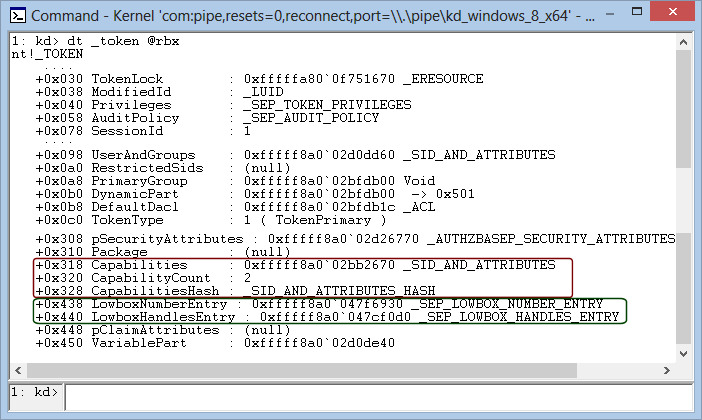 Command - Kernel 'com:pipe,resets=0,reconnect,port=\\.\pipe\kd_windows_8_x64' - ...
1: kd> dt _token @rbx
nt!_TOKEN
....
+0x030 TokenLock : 0xfffffa80`0f751670 _ERESOURCE
+0x038 ModifiedId : _LUID
+0x040 Privileges : _SEP_TOKEN_PRIVILEGES
+0x058 AuditPolicy : _SEP_AUDIT_POLICY
+0x078 SessionId : 1
....
+0x098 UserAndGroups : 0xfffff8a0`02d0dd60 _SID_AND_ATTRIBUTES
+0x0a0 RestrictedSids : (null)
+0x0a8 PrimaryGroup : 0xfffff8a0`02bfdb00 Void
+0x0b0 DynamicPart : 0xfffff8a0`02bfdb00 -> 0x501
+0x0b8 DefaultDacl : 0xfffff8a0`02bfdb1c _ACL
+0x0c0 TokenType : 1 ( TokenPrimary )
+0x308 pSecurityAttributes : 0xfffff8a0`02d26770 _AUTHZBASEP_SECURITY_ATTRIBUTES
+0x310 Package : (null)
+0x318 Capabilities : 0xfffff8a0`02bb2670 _SID_AND_ATTRIBUTES
+0x320 CapabilityCount : 2
+0x328 CapabilitiesHash : _SID_AND_ATTRIBUTES_HASH
+0x438 LowboxNumberEntry : 0xfffff8a0`047f6930 _SEP_LOWBOX_NUMBER_ENTRY
+0x440 LowboxHandlesEntry : 0xfffff8a0`047cf0d0 _SEP_LOWBOX_HANDLES_ENTRY
+0x448 pClaimAttributes : (null)
+0x450 VariablePart : 0xfffff8a0`02d0de40
1: kd>